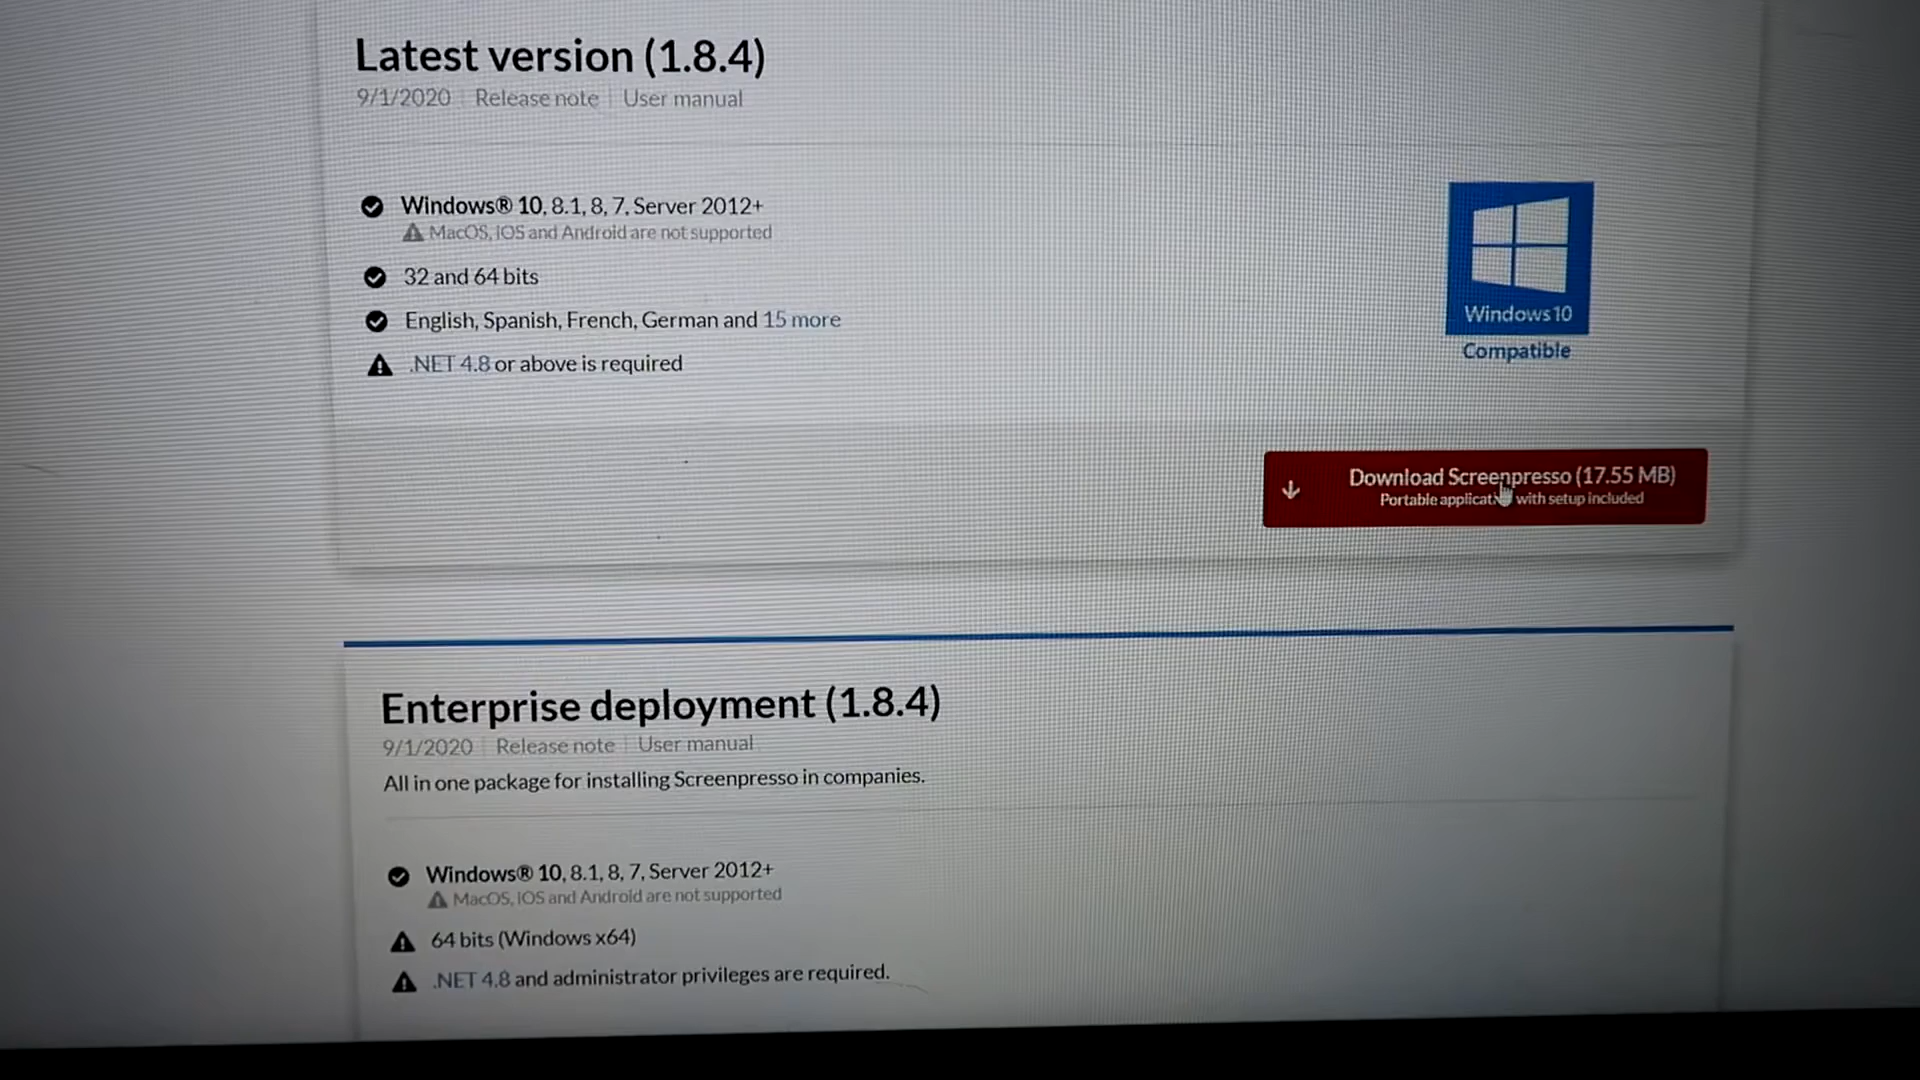 Latest version (1.8.4)
9/1/2020 Release note User manual
Windows® 10, 8.1, 8, 7, Server 2012+
MacOS, iOS and Android are not supported
32 and 64 bits
English, Spanish, French, German and 15 more
.NET 4.8 or above is required
Windows10
Compatible
Download Screenpresso (17.55 MB)
Portable application with setup included
Enterprise deployment (1.8.4)
9/1/2020 Release note User manual
All in one package for installing Screenpresso in companies.
Windows® 10, 8.1, 8, 7, Server 2012+
MacOS, iOS and Android are not supported
64 bits (Windows x64)
.NET 4.8 and administrator privileges are required.